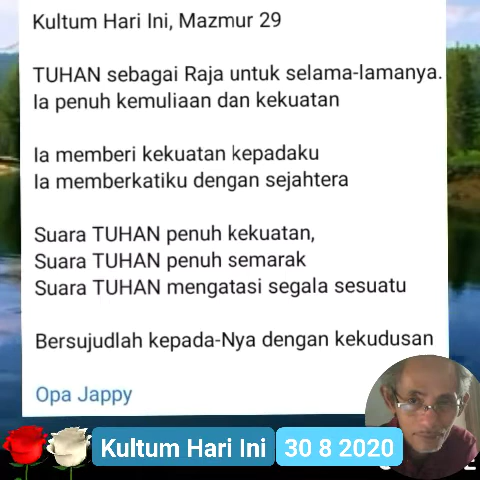 Kultum Hari Ini, Mazmur 29
TUHAN sebagai Raja untuk selama-lamanya.
Ia penuh kemuliaan dan kekuatan
Ia memberi kekuatan kepadaku
Ia memberkatiku dengan sejahtera
Suara TUHAN penuh kekuatan,
Suara TUHAN penuh semarak
Suara TUHAN mengatasi segala sesuatu
Bersujudlah kepada-Nya dengan kekudusan
Opa Jappy
Kultum Hari Ini 30 8 2020